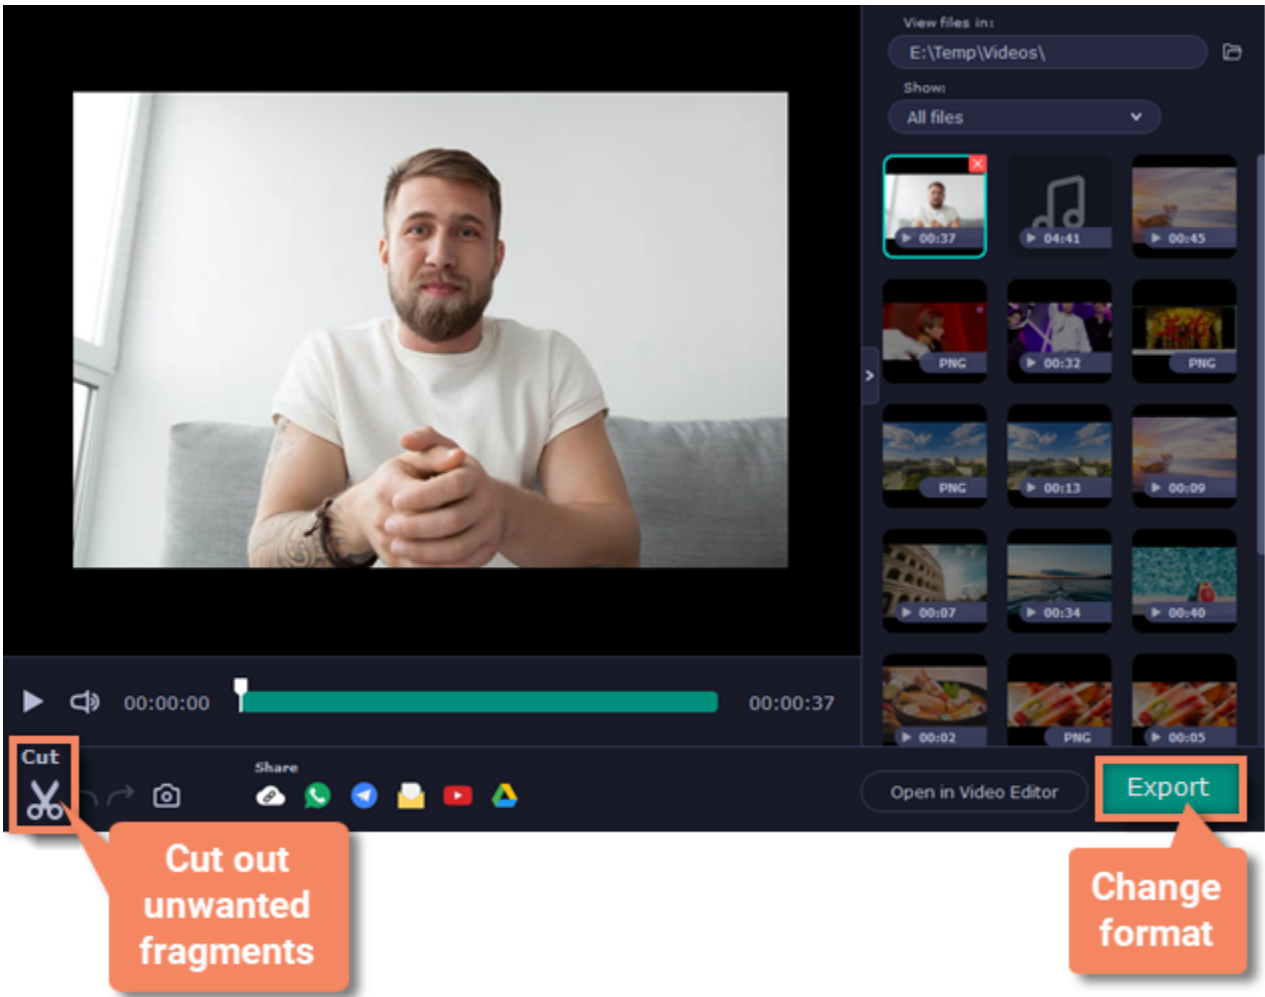 View files in:
E:\Temp\Videos\
Show:
All files
00:37
04:41
00:45
PNG
00:32
PNG
PNG
00:13
00:09
00:07
00:34
00:40
00:02
PNG
00:05
00:00:00
00:00:37
Cut
Share
Open in Video Editor
Export
Cut out
unwanted
fragments
Change
format